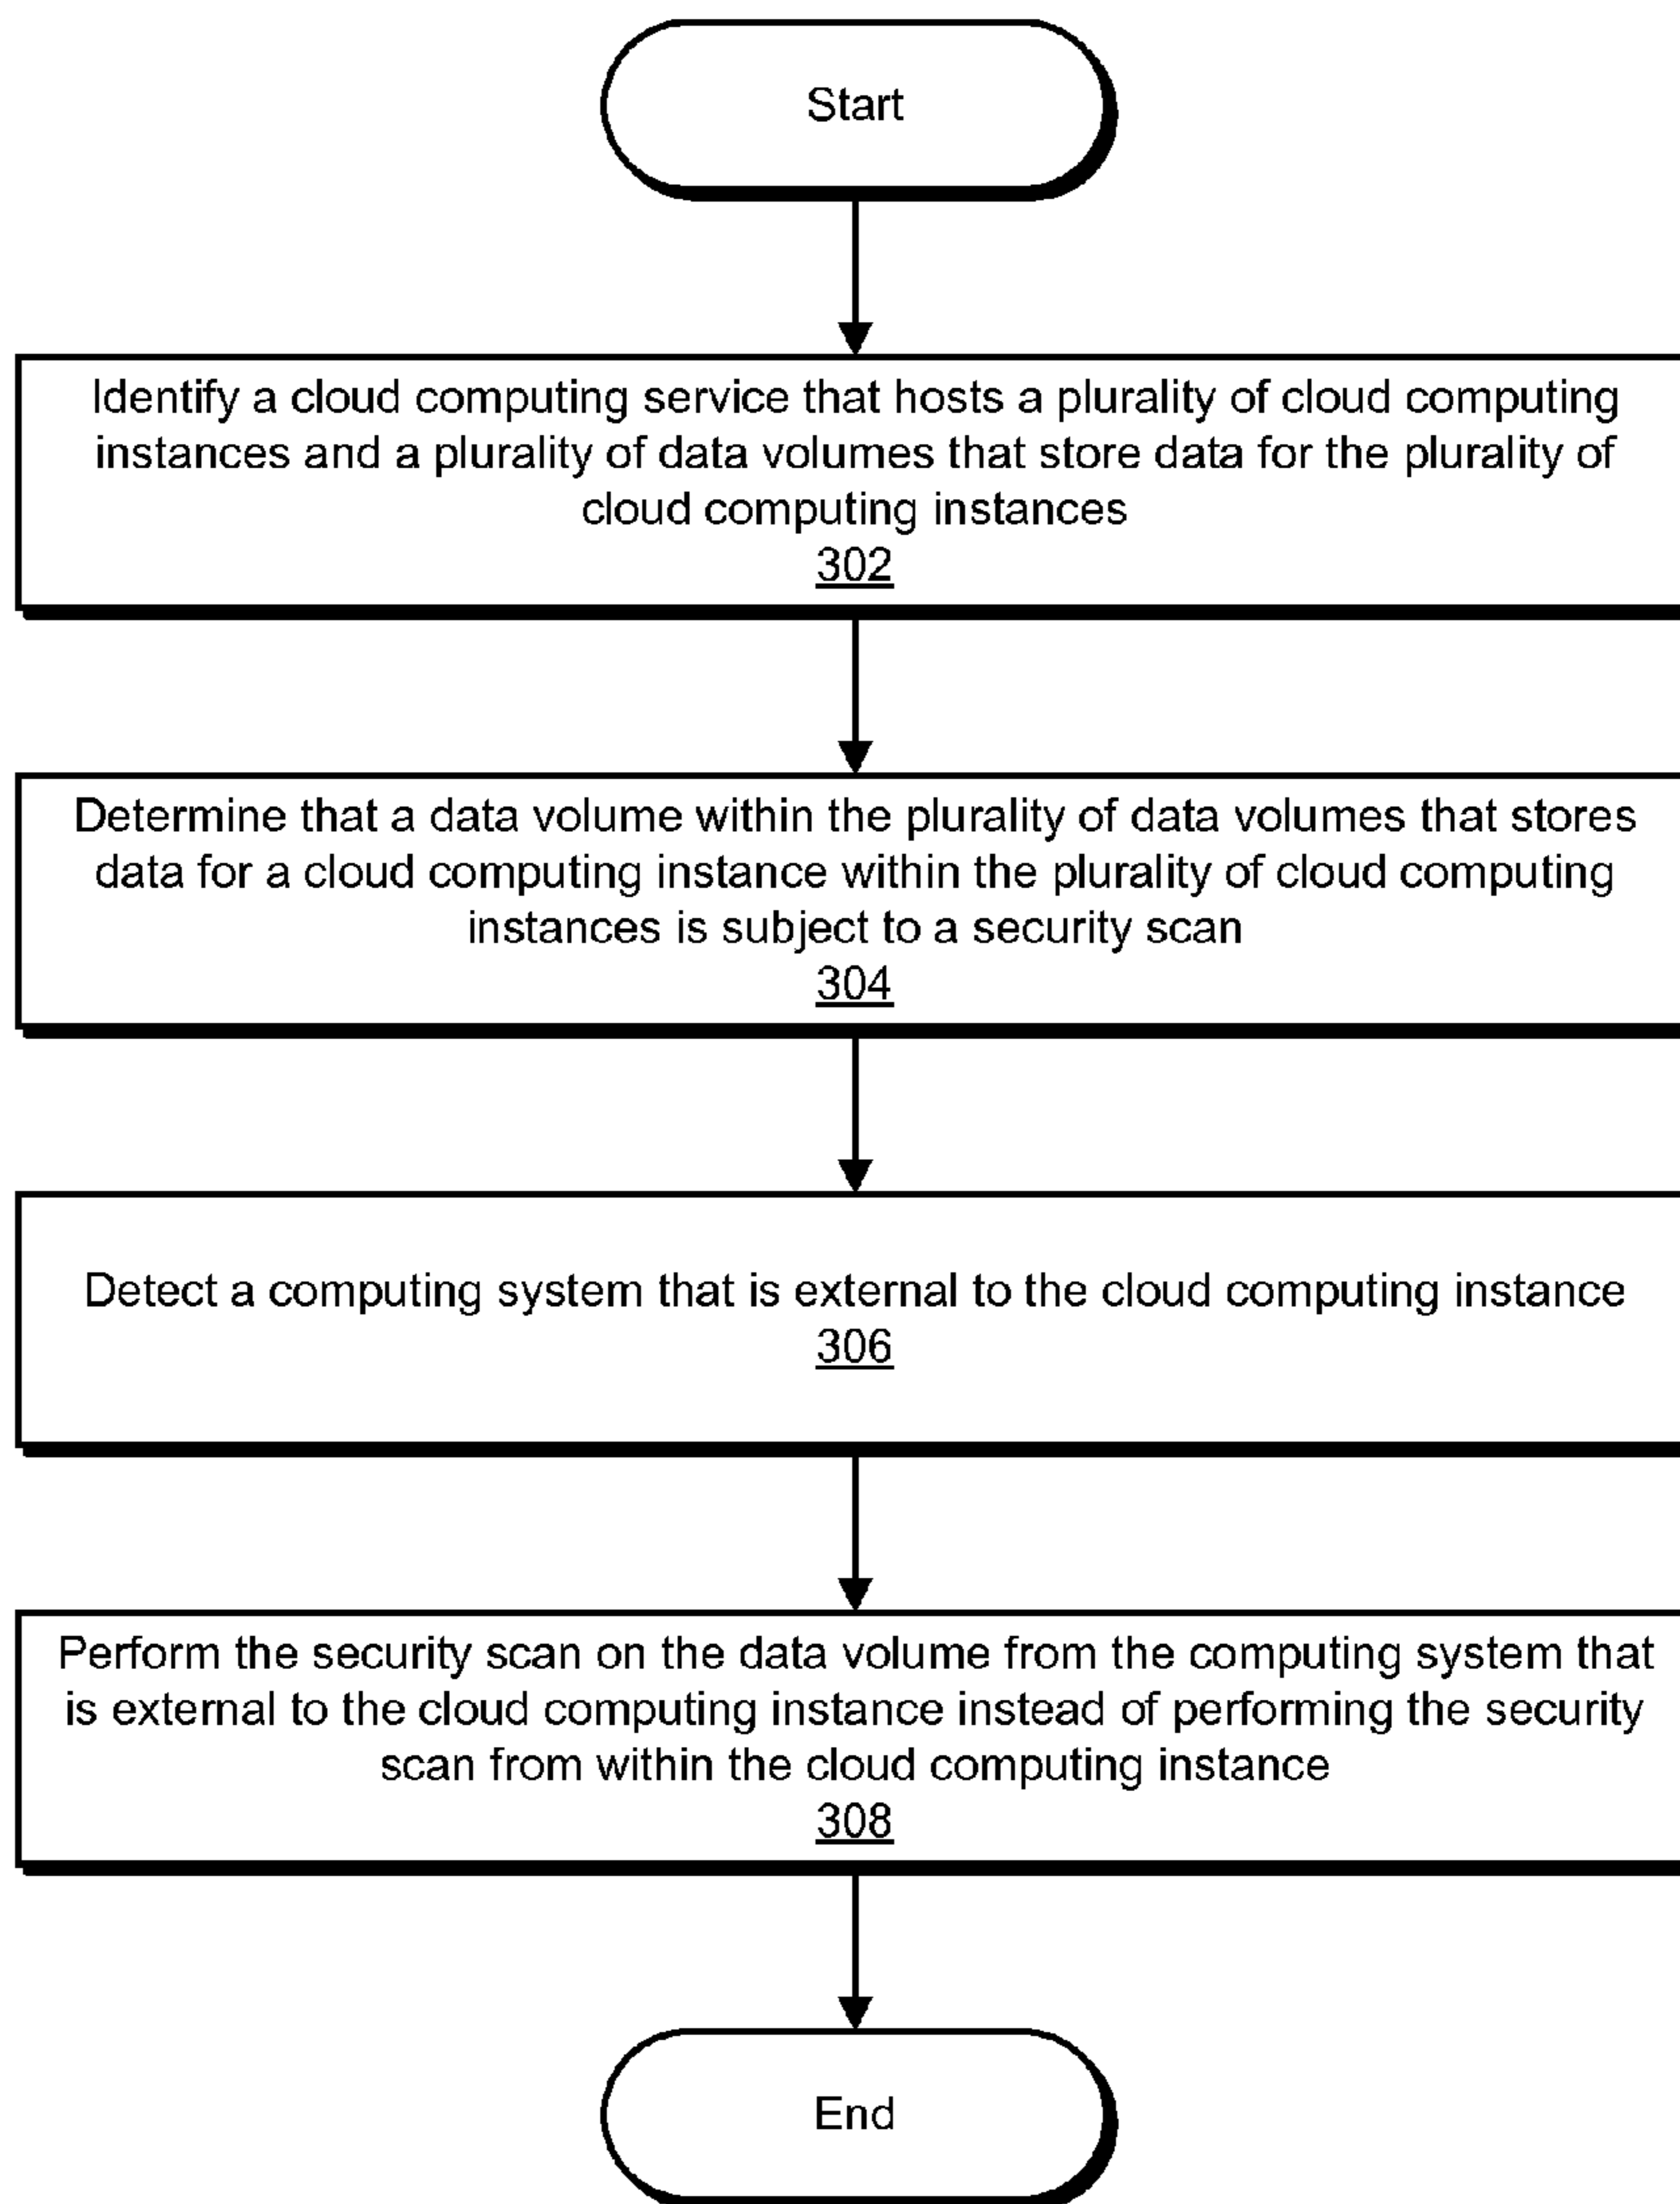 Start
Identify a cloud computing service that hosts a plurality of cloud computing
instances and a plurality of data volumes that store data for the plurality of
cloud computing instances
302
Determine that a data volume within the plurality of data volumes that stores
data for a cloud computing instance within the plurality of cloud computing
instances is subject to a security scan
304
Detect a computing system that is external to the cloud computing instance
306
Perform the security scan on the data volume from the computing system that
is external to the cloud computing instance instead of performing the security
scan from within the cloud computing instance
308
End